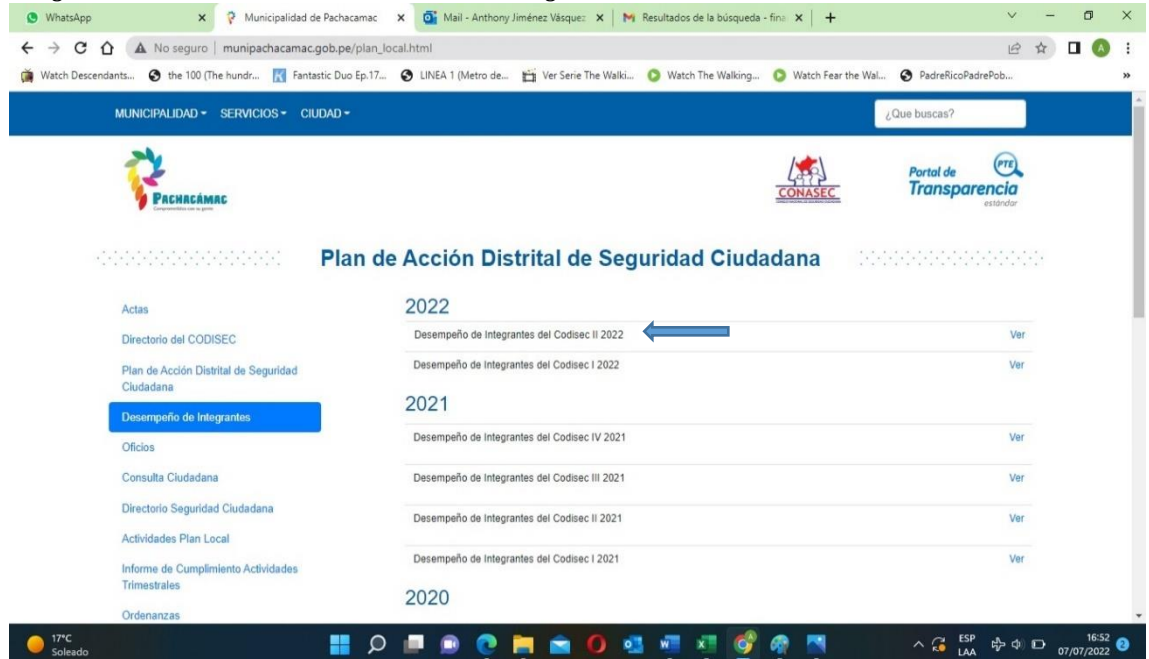 WhatsApp
Municipalidad de Pachacamac
Mail - Anthony Jiménez Vásquez
Resultados de la búsqueda - fina
No seguro | munipachacamac.gob.pe/plan_local.html
Watch Descendants...
the 100 (The hundr...
Fantastic Duo Ep.17...
LINEA 1 (Metro de...
Ver Serie The Walki...
Watch The Walking...
Watch Fear the Wal...
PadreRicoPadrePob...
MUNICIPALIDAD
SERVICIOS
CIUDAD
¿Que buscas?
PACHACÁMAC
CONASEC
Portal de
Transparencia
estándar
PTE
Plan de Acción Distrital de Seguridad Ciudadana
Actas
Directorio del CODISEC
Plan de Acción Distrital de Seguridad
Ciudadana
Desempeño de Integrantes
Oficios
Consulta Ciudadana
Directorio Seguridad Ciudadana
Actividades Plan Local
Informe de Cumplimiento Actividades
Trimestrales
Ordenanzas
2022
Desempeño de Integrantes del Codisec II 2022 Ver
Desempeño de Integrantes del Codisec I 2022 Ver
2021
Desempeño de Integrantes del Codisec IV 2021 Ver
Desempeño de Integrantes del Codisec III 2021 Ver
Desempeño de Integrantes del Codisec II 2021 Ver
Desempeño de Integrantes del Codisec I 2021 Ver
2020
17°C
Soleado
ESP
LAA
16:52
07/07/2022
2